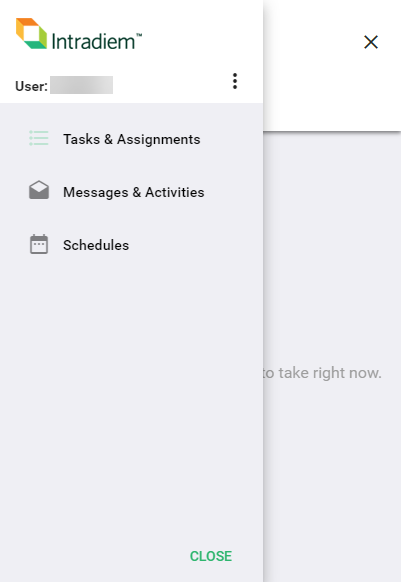 Intradiem™
User:
Tasks & Assignments
Messages & Activities
Schedules
to take right now.
CLOSE